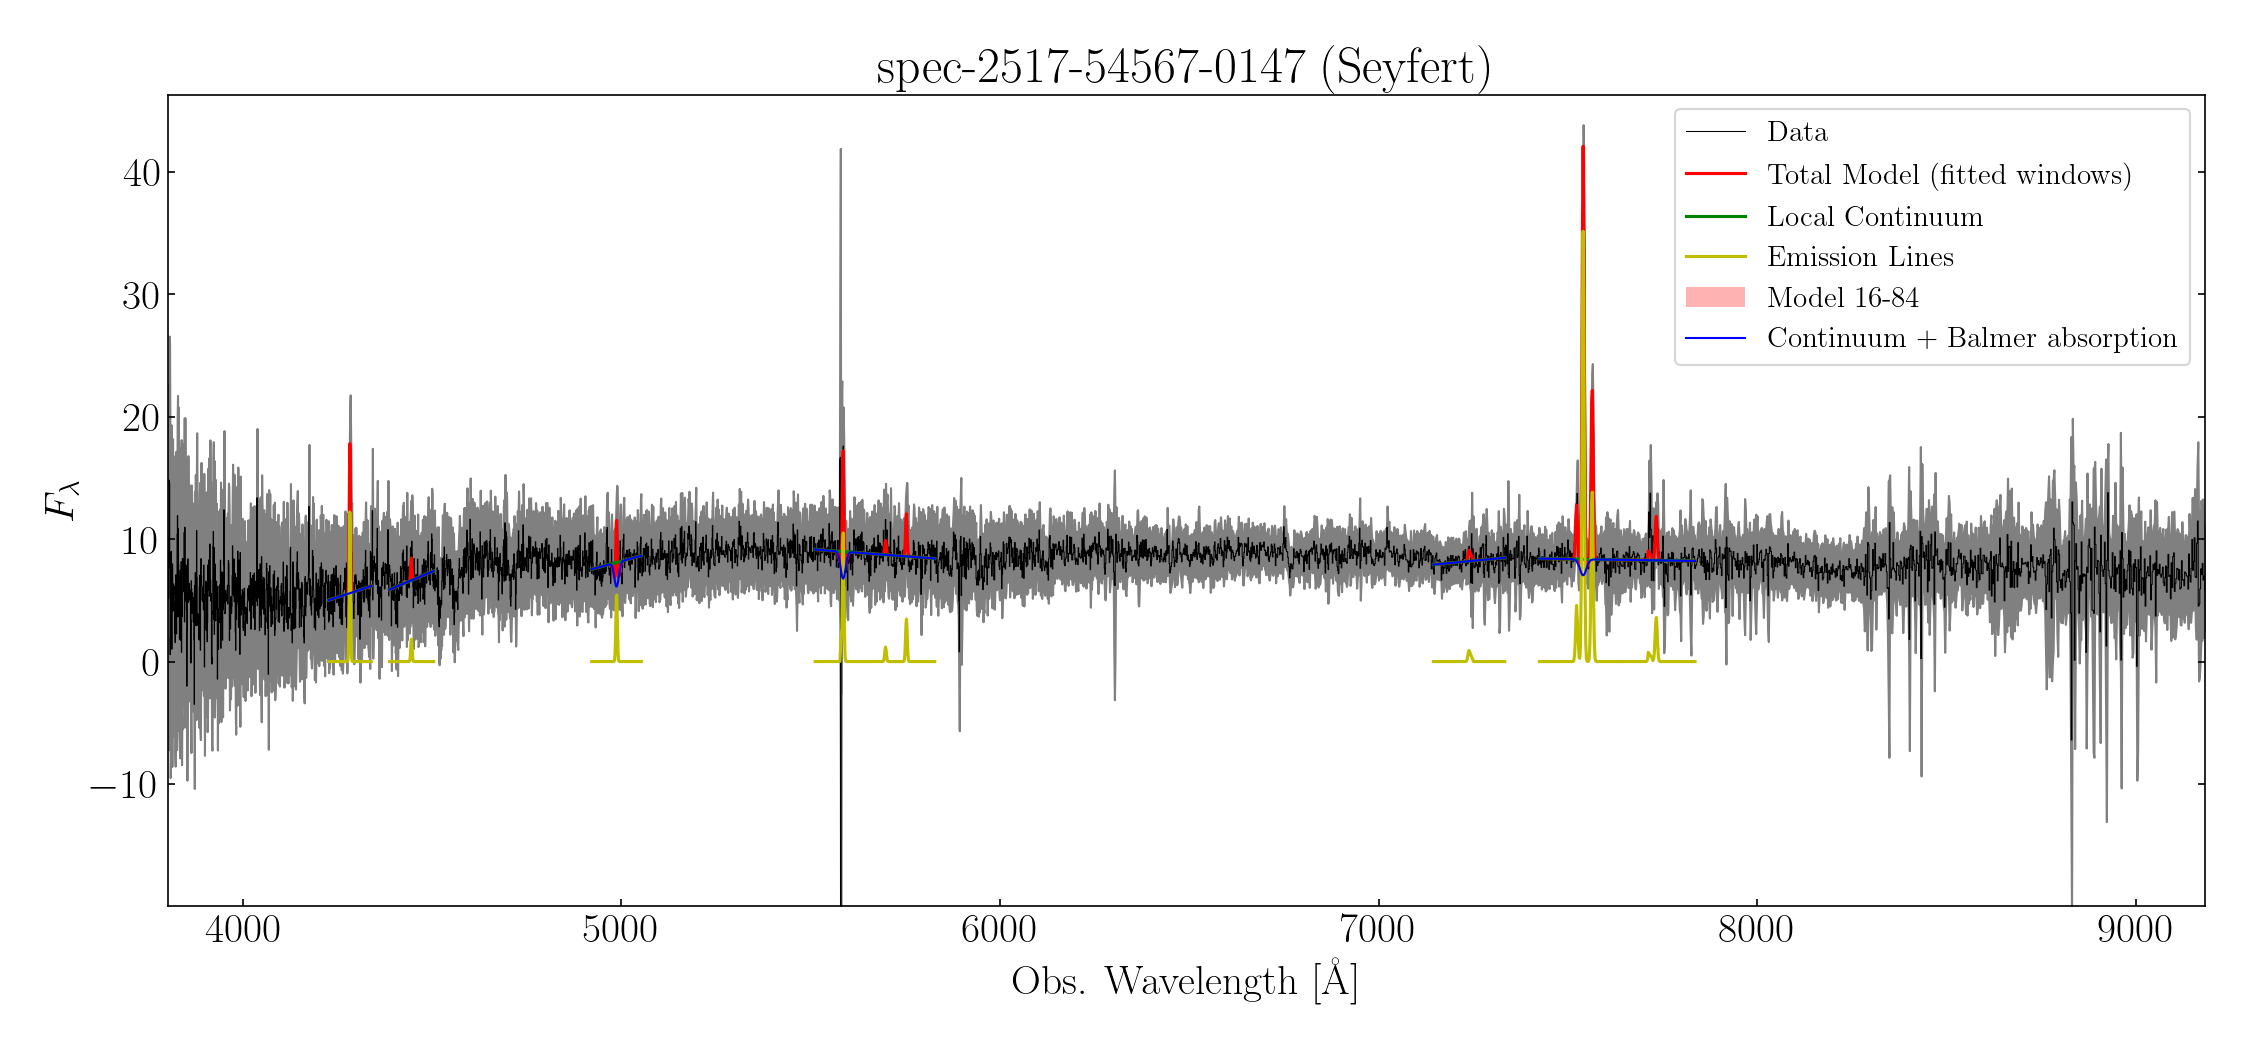 spec-2517-54567-0147 (Seyfert)
Data
Total Model (fitted windows)
Local Continuum
Emission Lines
Model 16-84
Continuum + Balmer absorption
Fλ
40
30
20
10
0
−10
4000 5000 6000 7000 8000 9000
Obs. Wavelength [Å]